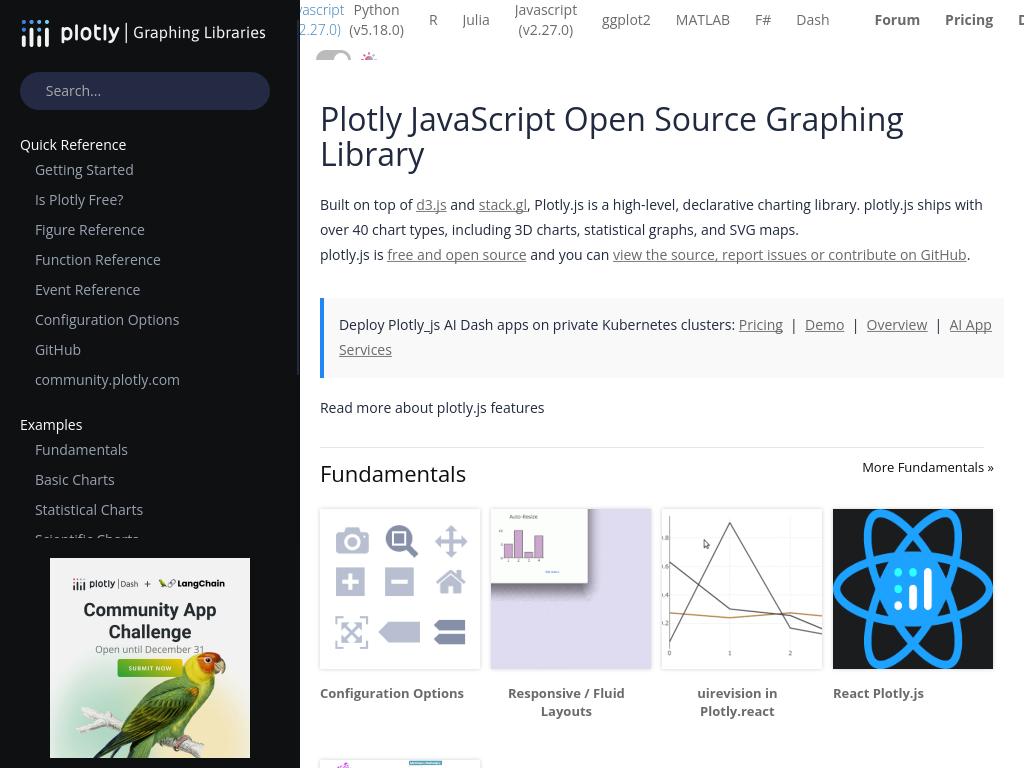 plotly | Graphing Libraries
Search...
Quick Reference
Getting Started
Is Plotly Free?
Figure Reference
Function Reference
Event Reference
Configuration Options
GitHub
community.plotly.com
Examples
Fundamentals
Basic Charts
Statistical Charts
plotly | Dash + LangChain
Community App
Challenge
Open until December 31
SUBMIT NOW
Python
(v5.18.0)
R
Julia
Javascript
(v2.27.0)
ggplot2
MATLAB
F#
Dash
Forum
Pricing
Plotly JavaScript Open Source Graphing
Library
Built on top of d3.js and stack.gl, Plotly.js is a high-level, declarative charting library. plotly.js ships with
over 40 chart types, including 3D charts, statistical graphs, and SVG maps.
plotly.js is free and open source and you can view the source, report issues or contribute on GitHub.
Deploy Plotly_js AI Dash apps on private Kubernetes clusters: Pricing | Demo | Overview | AI App
Services
Read more about plotly.js features
Fundamentals
More Fundamentals »
Auto-Resize
0 1 2
Configuration Options
Responsive / Fluid
Layouts
uirevision in
Plotly.react
React Plotly.js